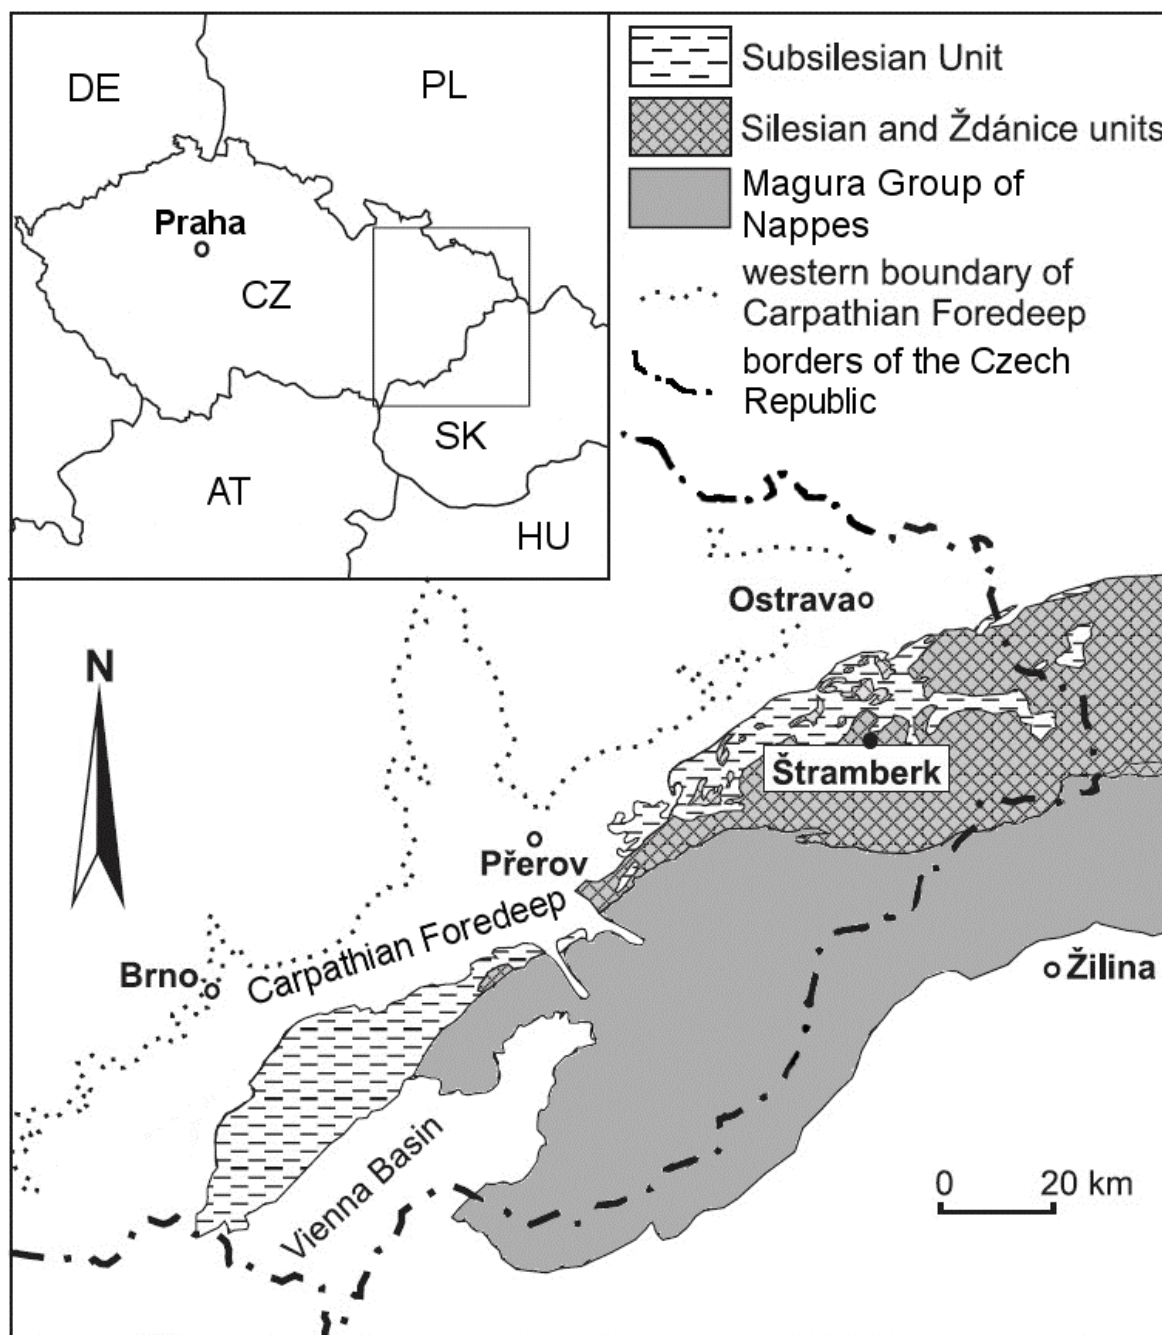 DE
PL
Praha
CZ
SK
AT
HU
Subsilesian Unit
Silesian and Ždánice units
Magura Group of
Nappes
western boundary of
Carpathian Foredeep
borders of the Czech
Republic
Ostrava
N
Štramberk
Přerov
Carpathian Foredeep
Brno
Žilina
Vienna Basin
0 20 km